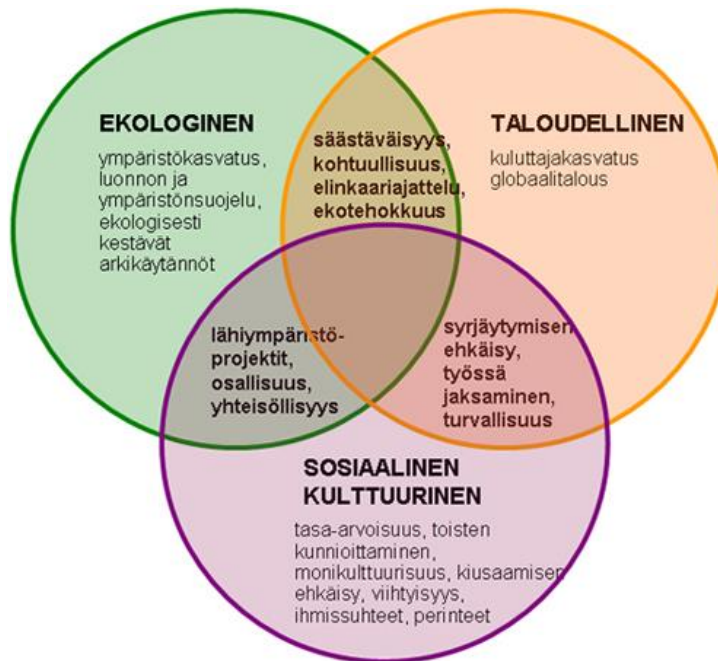 EKOLOGINEN
ympäristökasvatus,
luonnon ja
ympäristönsuojelu,
ekologisesti
kestävät
arkikäytännöt
säästäväisyys,
kohtuullisuus,
elinkaariajattelu,
ekotehokkuus
TALOUDELLINEN
kuluttajakasvatus
globaalitalous
lähiympäristö-
projektit,
osallisuus,
yhteisöllisyys
syrjäytymisen
ehkäisy,
työssä
jaksaminen,
turvallisuus
SOSIAALINEN
KULTTUURINEN
tasa-arvoisuus, toisten
kunnioittaminen,
monikulttuurisuus, kiusaamisen
ehkäisy, viihtyisyys,
ihmissuhteet, perinteet